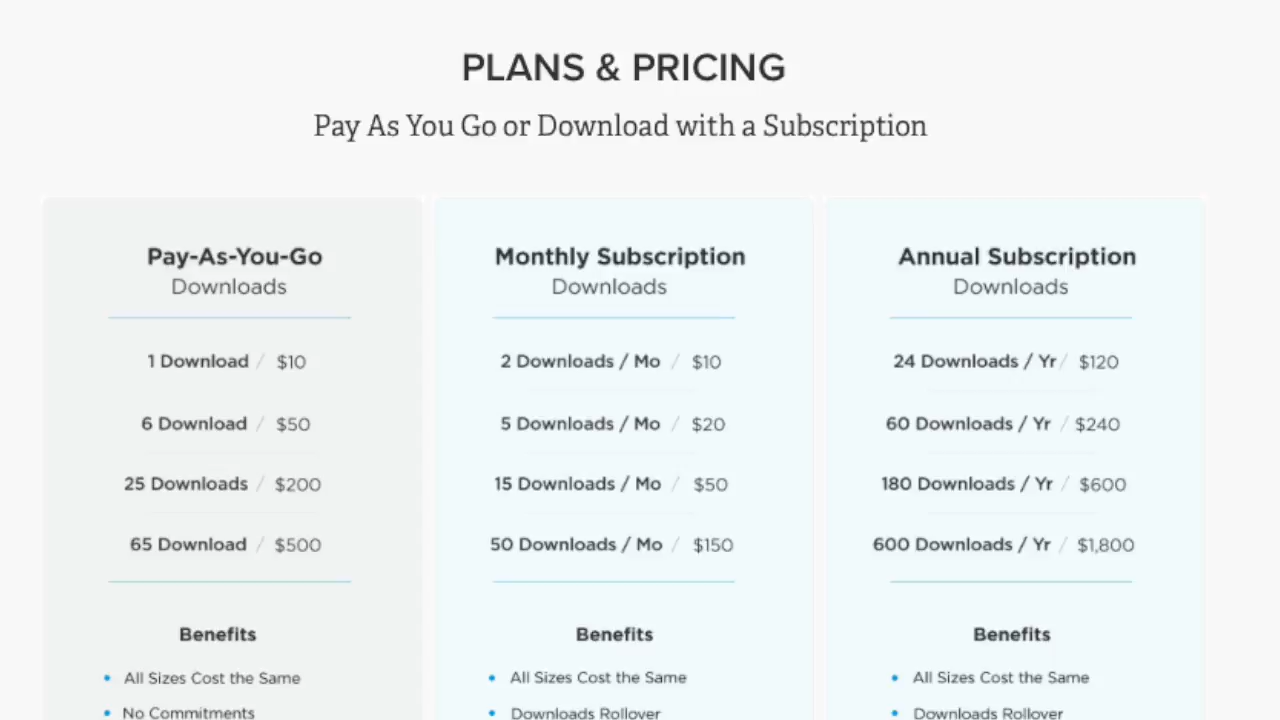 PLANS & PRICING
Pay As You Go or Download with a Subscription
Pay-As-You-Go
Downloads
1 Download / $10
6 Download / $50
25 Downloads / $200
65 Download / $500
Benefits
All Sizes Cost the Same
No Commitments
Monthly Subscription
Downloads
2 Downloads / Mo / $10
5 Downloads / Mo / $20
15 Downloads / Mo / $50
50 Downloads / Mo / $150
Benefits
All Sizes Cost the Same
Downloads Rollover
Annual Subscription
Downloads
24 Downloads / Yr / $120
60 Downloads / Yr / $240
180 Downloads / Yr / $600
600 Downloads / Yr / $1,800
Benefits
All Sizes Cost the Same
Downloads Rollover